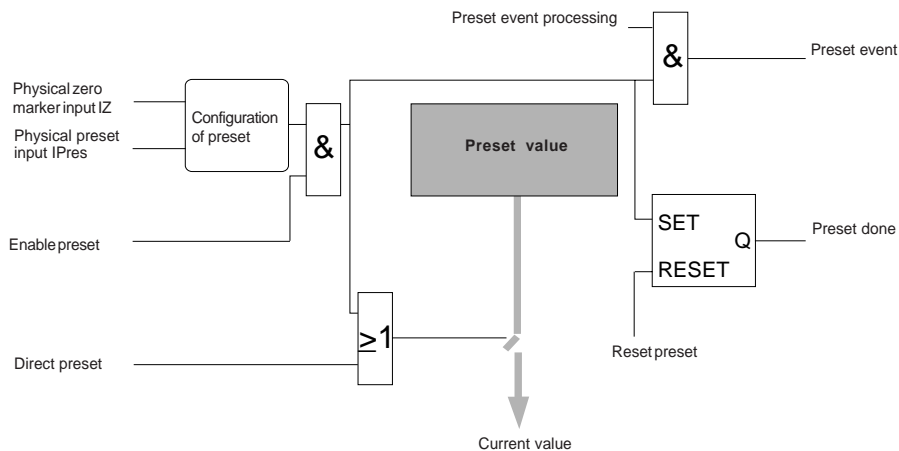 Preset event processing
&
Preset event
Physical zero
marker input IZ
Physical preset
input IPres
Configuration
of preset
&
Preset value
Enable preset
SET
Q
RESET
Preset done
≥1
Direct preset
Reset preset
Current value